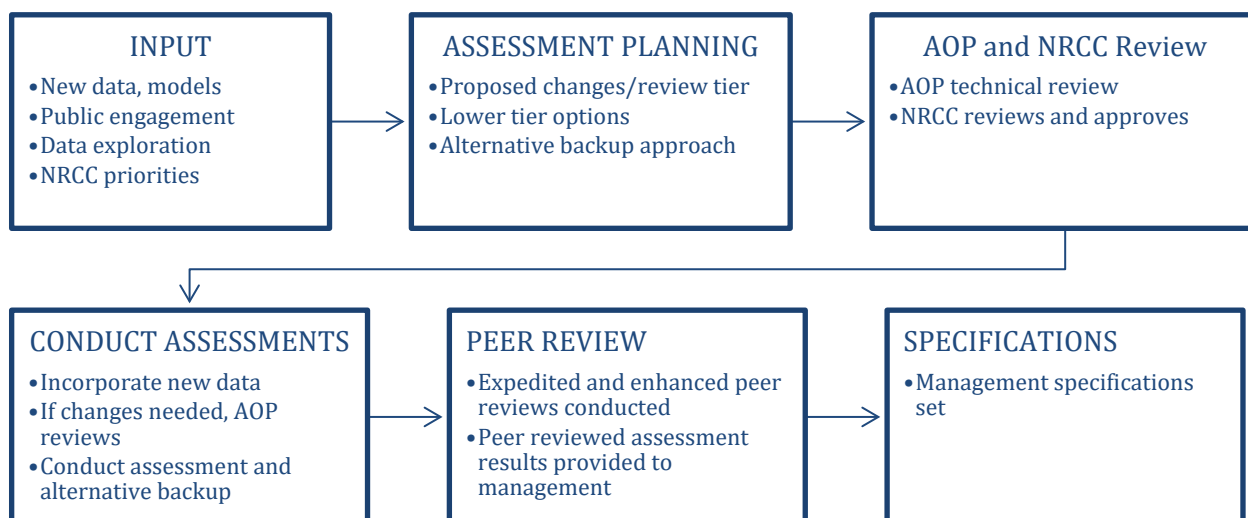 INPUT
•New data, models
•Public engagement
•Data exploration
•NRCC priorities
ASSESSMENT PLANNING
•Proposed changes/review tier
•Lower tier options
•Alternative backup approach
AOP and NRCC Review
•AOP technical review
•NRCC reviews and approves
CONDUCT ASSESSMENTS
•Incorporate new data
•If changes needed, AOP
reviews
•Conduct assessment and
alternative backup
PEER REVIEW
•Expedited and enhanced peer
reviews conducted
•Peer reviewed assessment
results provided to
management
SPECIFICATIONS
•Management specifications
set